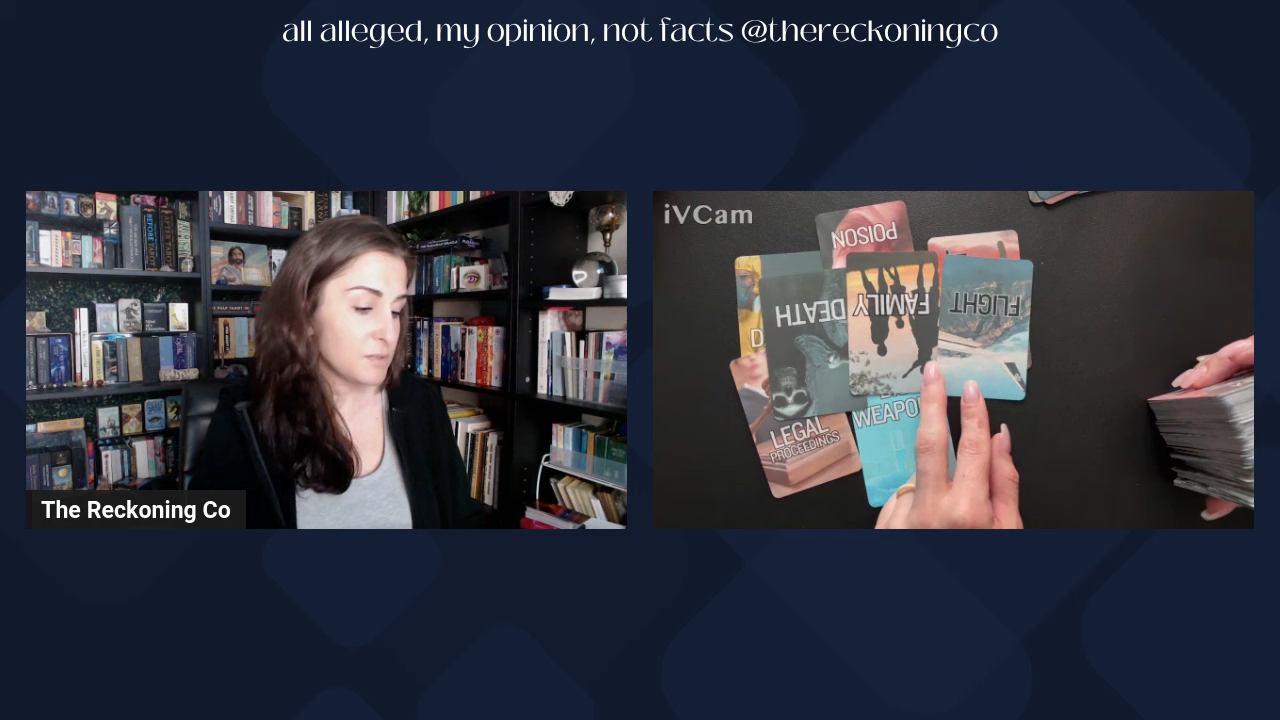 all alleged, my opinion, not facts @thereckoningco
iVCam
POISON
DEATH
FAMILY
FLIGHT
LEGAL
PROCEEDINGS
The Reckoning Co